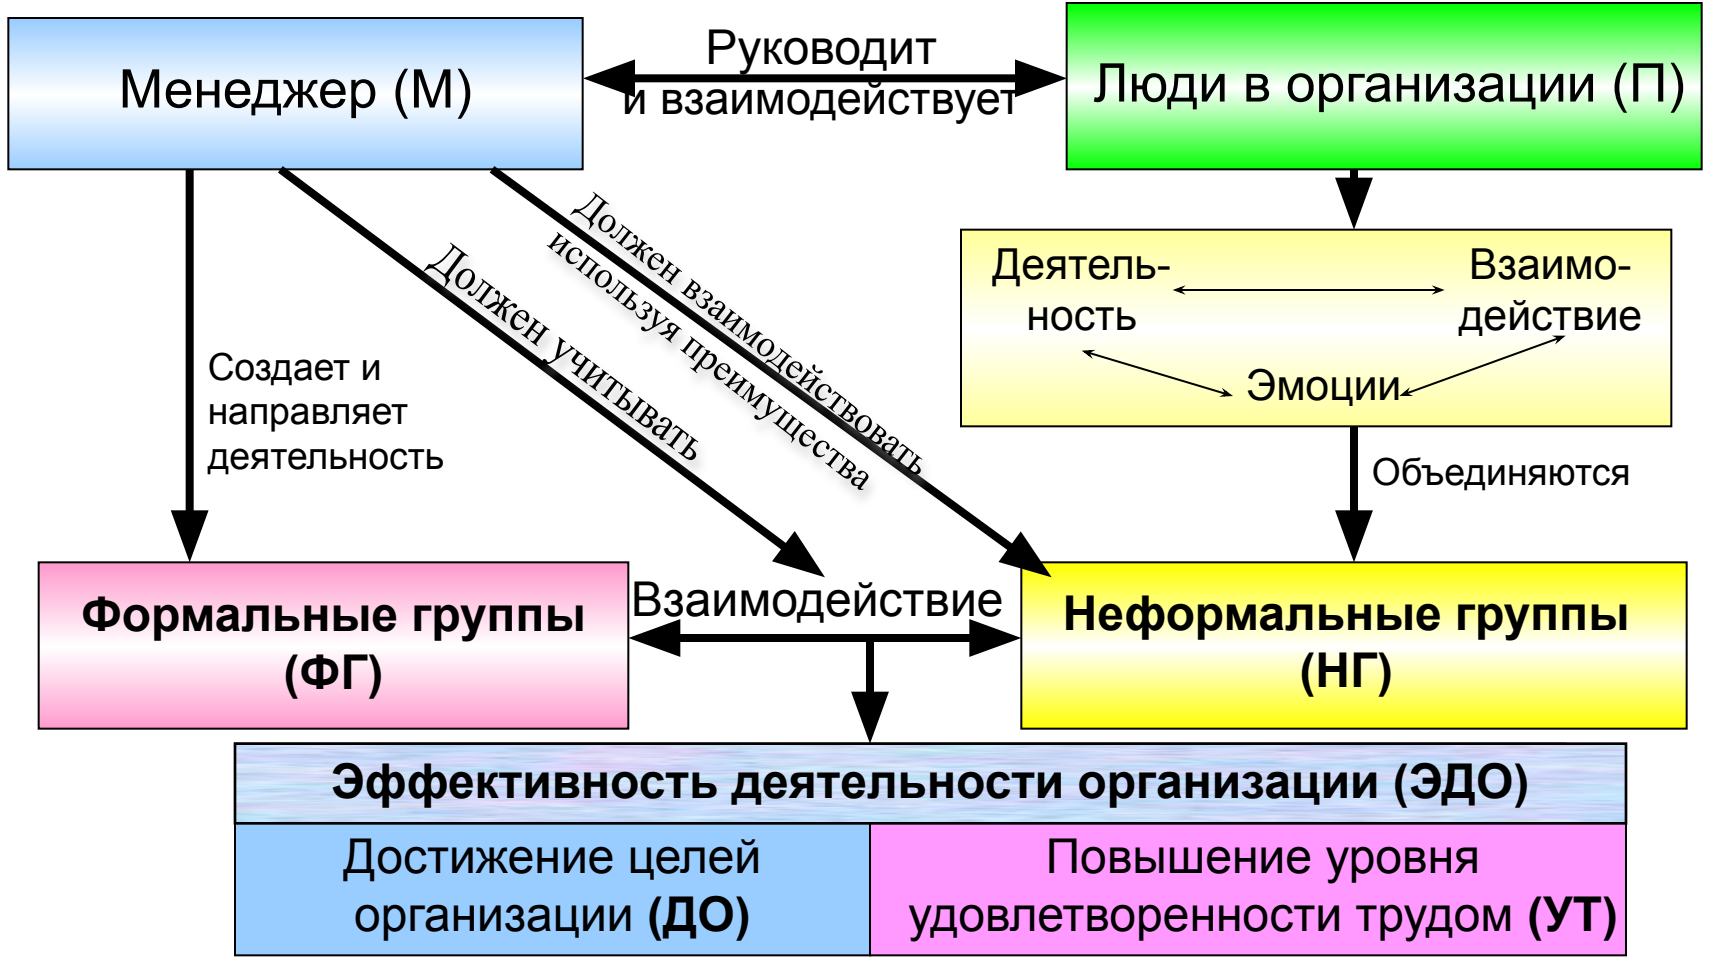 Менеджер (М)
Руководит
и взаимодействует
Люди в организации (П)
Деятель-
ность
Взаимо-
действие
Эмоции
Должен взаимодействовать
используя преимущества
Должен учитывать
Создает и
направляет
деятельность
Объединяются
Формальные группы
(ФГ)
Взаимодействие
Неформальные группы
(НГ)
Эффективность деятельности организации (ЭДО)
Достижение целей
организации (ДО)
Повышение уровня
удовлетворенности трудом (УТ)